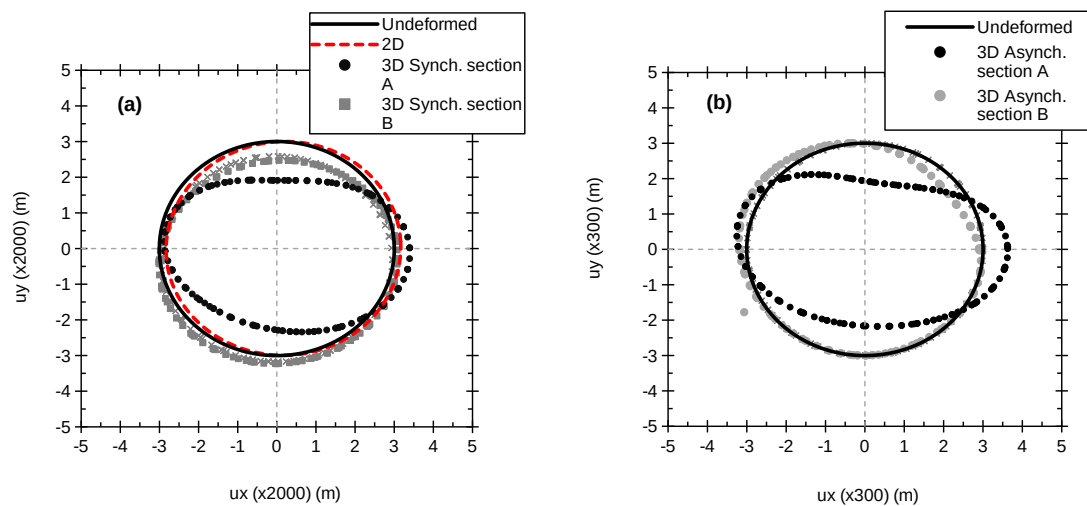 Undeformed
2D
3D Synch. section
A
3D Synch. section
B
(a)
5
4
3
2
1
0
-1
-2
-3
-4
-5
-5 -4 -3 -2 -1 0 1 2 3 4 5
uy (x2000) (m)
ux (x2000) (m)
Undeformed
3D Asynch.
section A
3D Asynch.
section B
(b)
5
4
3
2
1
0
-1
-2
-3
-4
-5
-5 -4 -3 -2 -1 0 1 2 3 4 5
uy (x300) (m)
ux (x300) (m)